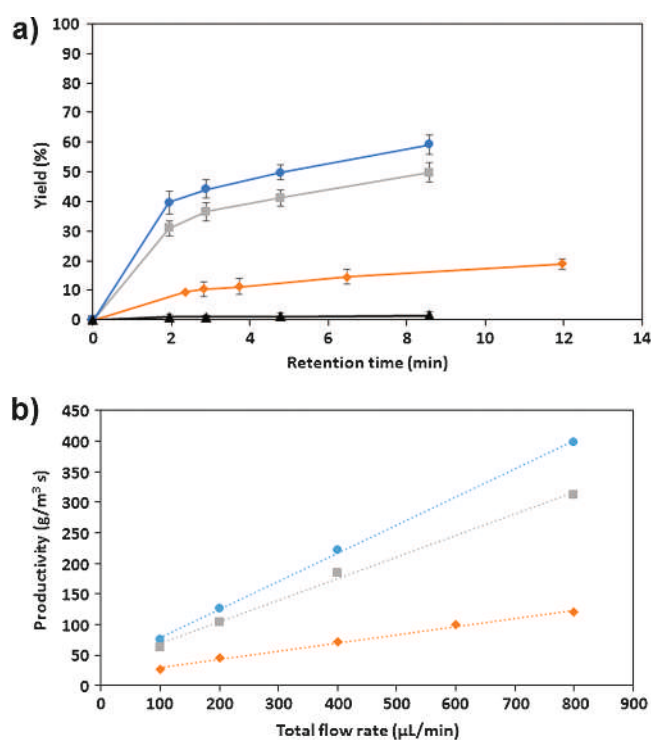 a)
100
90
80
70
60
50
40
30
20
10
0
Yield (%)
0 2 4 6 8 10 12 14
Retention time (min)
b)
450
400
350
300
250
200
150
100
50
0
Productivity (g/m³ s)
0 100 200 300 400 500 600 700 800 900
Total flow rate (µL/min)